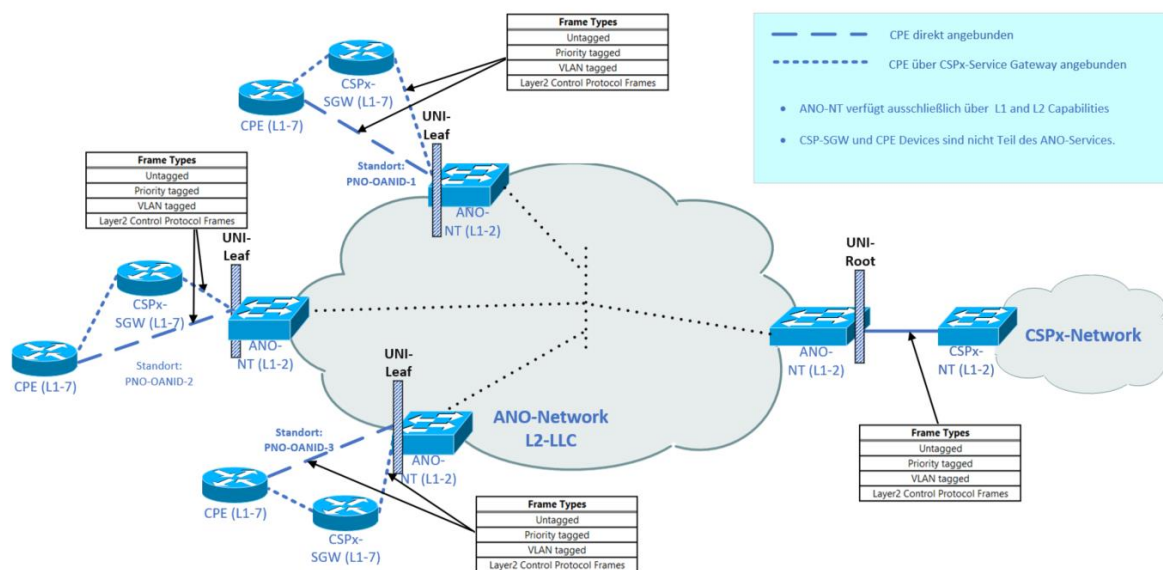 Frame Types
Untagged
Priority tagged
VLAN tagged
Layer2 Control Protocol Frames
CSPx-
SGW (L1-7)
CPE (L1-7)
UNI-
Leaf
Standort:
PNO-OANID-1
ANO-
NT (L1-2)
CPE direkt angebunden
CPE über CSPx-Service Gateway angebunden
• ANO-NT verfügt ausschließlich über L1 and L2 Capabilities
• CSP-SGW und CPE Devices sind nicht Teil des ANO-Services.
Frame Types
Untagged
Priority tagged
VLAN tagged
Layer2 Control Protocol Frames
UNI-
Leaf
CSPx-
SGW (L1-7)
ANO-
NT (L1-2)
CPE (L1-7)
Standort:
PNO-OANID-2
UNI-
Root
ANO-
NT (L1-2)
CSPx-
NT (L1-2)
CSPx-Network
UNI-
Leaf
ANO-Network
L2-LLC
Standort:
PNO-OANID-3
ANO-
NT (L1-2)
CPE (L1-7)
CSPx-
SGW (L1-7)
Frame Types
Untagged
Priority tagged
VLAN tagged
Layer2 Control Protocol Frames
Frame Types
Untagged
Priority tagged
VLAN tagged
Layer2 Control Protocol Frames